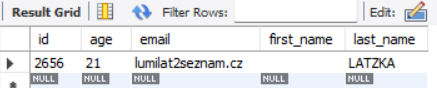 Result Grid Filter Rows: Edit:
id age email first_name last_name
2656 21 lumilat2seznam.cz LATZKA
NULL NULL NULL NULL NULL